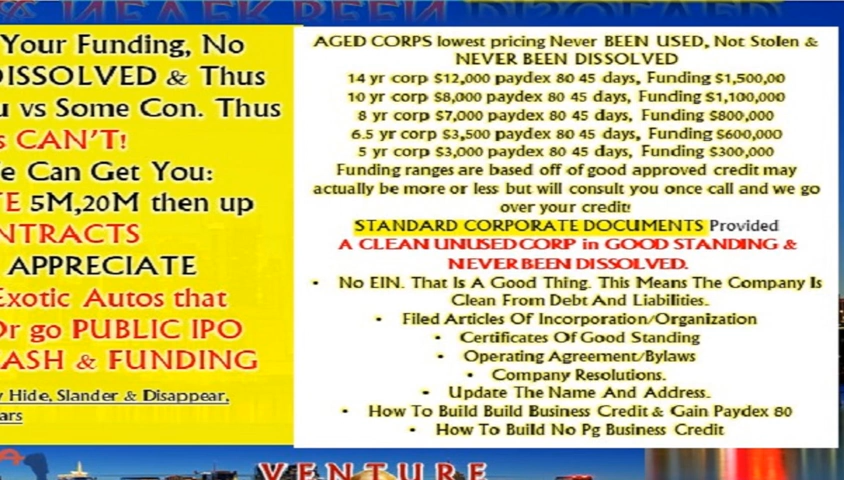 Your Funding, No
DISSOLVED & Thus
u vs Some Con. Thus
s CAN'T!
e Can Get You:
TE 5M,20M then up
NTRACTS
APPRECIATE
Exotic Autos that
Or go PUBLIC IPO
ASH & FUNDING
y Hide, Slander & Disappear,
ars
AGED CORPS lowest pricing Never BEEN USED, Not Stolen &
NEVER BEEN DISSOLVED
14 yr corp $12,000 paydex 80 45 days, Funding $1,500,00
10 yr corp $8,000 paydex 80 45 days, Funding $1,100,000
8 yr corp $7,000 paydex 80 45 days, Funding $800,000
6.5 yr corp $3,500 paydex 80 45 days, Funding $600,000
5 yr corp $3,000 paydex 80 45 days, Funding $300,000
Funding ranges are based off of good approved credit may
actually be more or less but will consult you once call and we go
over your credit!
STANDARD CORPORATE DOCUMENTS Provided
A CLEAN UNUSED CORP in GOOD STANDING &
NEVER BEEN DISSOLVED.
• No EIN. That Is A Good Thing. This Means The Company Is
Clean From Debt And Liabilities.
• Filed Articles Of Incorporation/Organization
• Certificates Of Good Standing
• Operating Agreement/Bylaws
• Company Resolutions.
• Update The Name And Address.
• How To Build Build Business Credit & Gain Paydex 80
• How To Build No Pg Business Credit
VENTURE